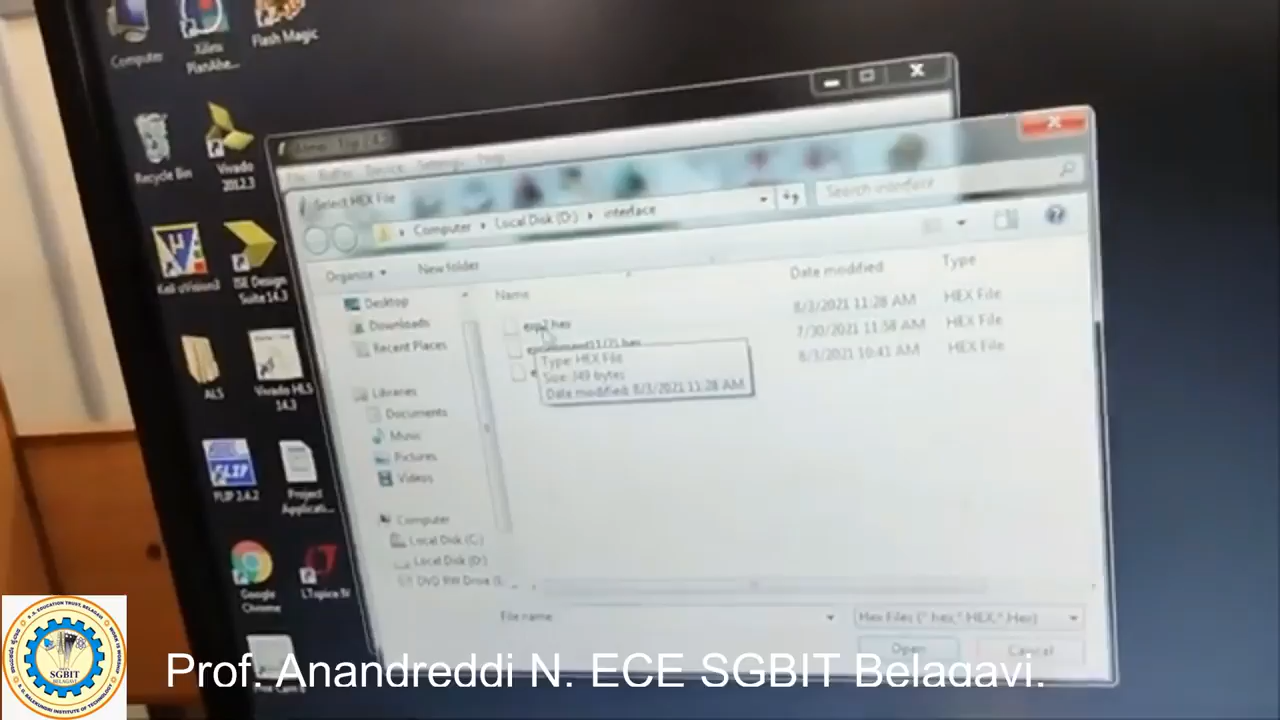 Computer
Xilinx
PlanAhe...
Flash Magic
Recycle Bin
Vivado
2012.3
Keil uVision3
ISE Design
Suite 14.3
ALS
Vivado HLS
14.3
FLIP
FLIP 2.4.2
Project
Applicati...
Google
Chrome
LTspice IV
Select HEX File
Computer
Local Disk (D:)
interface
Search interface
Organize
New folder
Desktop
Downloads
Recent Places
Libraries
Documents
Music
Pictures
Videos
Computer
Local Disk (C:)
Local Disk (D:)
DVD RW Drive (
Name
Date modified
Type
exp2.hex
8/3/2021 11:28 AM
HEX File
7/30/2021 11:58 AM
HEX File
8/3/2021 10:41 AM
HEX File
Type: HEX File
Size: 349 bytes
Date modified: 8/3/2021 11:28 AM
File name
Hex Files (*.hex,*.HEX,*.Hex)
Open
Cancel
SGBIT
BELAGAVI
Prof. Anandreddi N. ECE SGBIT Belagavi.